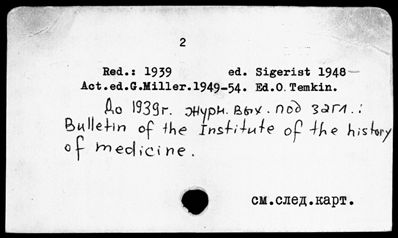 2
Red.: 1939 ed. Sigerist 1948
Act.ed.G.Miller.1949-54. Ed.O.Temkin.
До 1939г. журн. вых. под загл.:
Bulletin of the Institute of the history
of medicine.
см.след.карт.